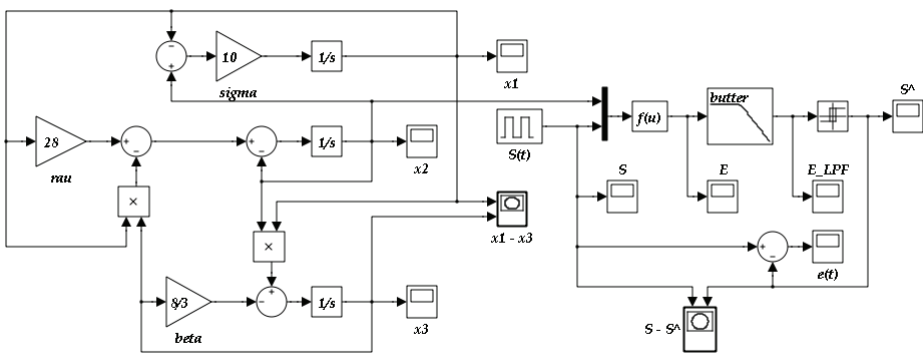 10
1/s
sigma
x1
28
rau
1/s
x2
×
S(t)
f(u)
butter
S^
S
E
E_LPF
x1 - x3
×
e(t)
8/3
beta
1/s
x3
S - S^